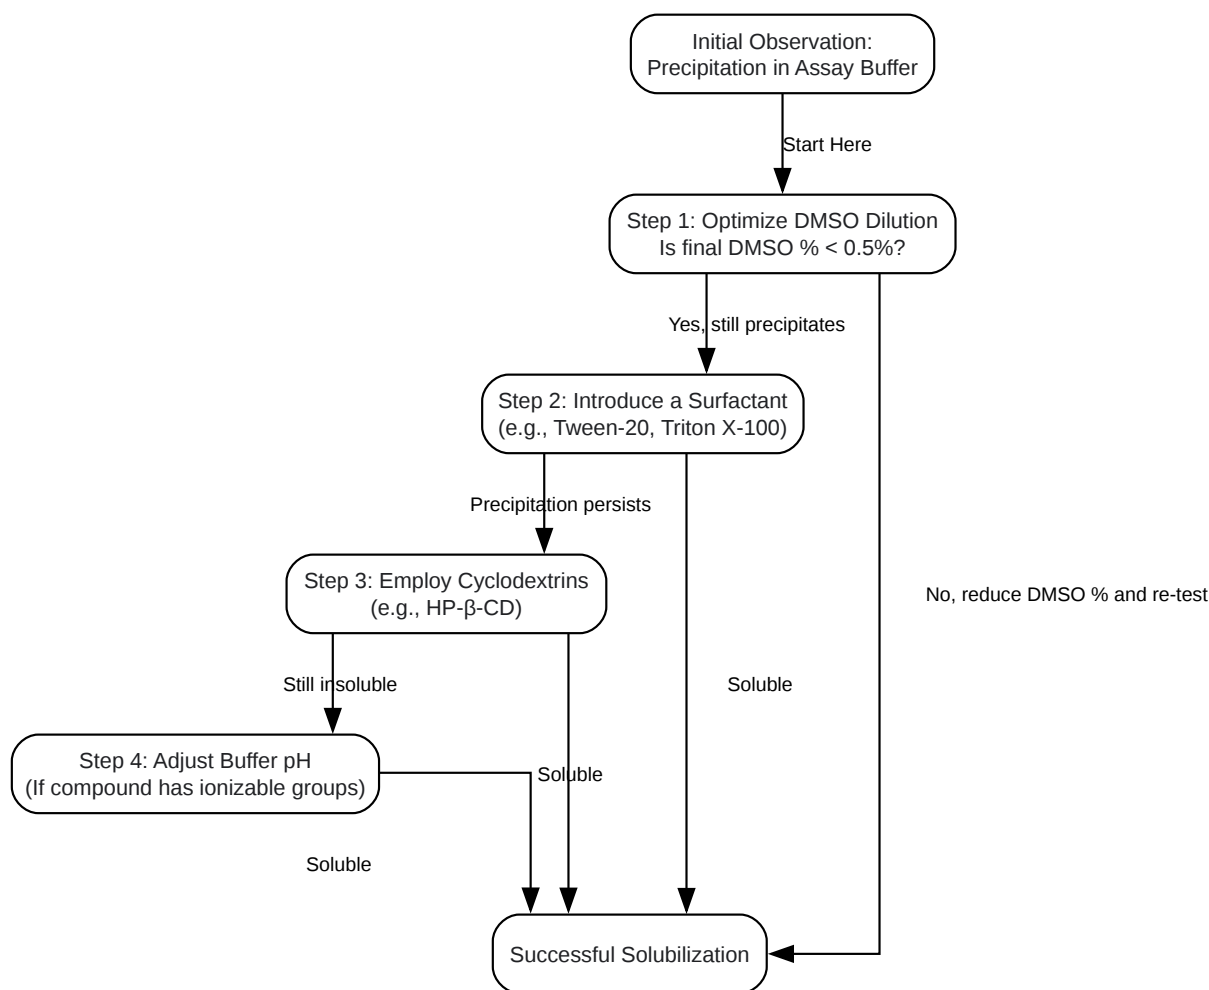 Initial Observation:
Precipitation in Assay Buffer
Start Here
Step 1: Optimize DMSO Dilution
Is final DMSO % < 0.5%?
Yes, still precipitates
Step 2: Introduce a Surfactant
(e.g., Tween-20, Triton X-100)
Precipitation persists
Step 3: Employ Cyclodextrins
(e.g., HP-β-CD)
No, reduce DMSO % and re-test
Still insoluble
Soluble
Step 4: Adjust Buffer pH
(If compound has ionizable groups)
Soluble
Soluble
Successful Solubilization